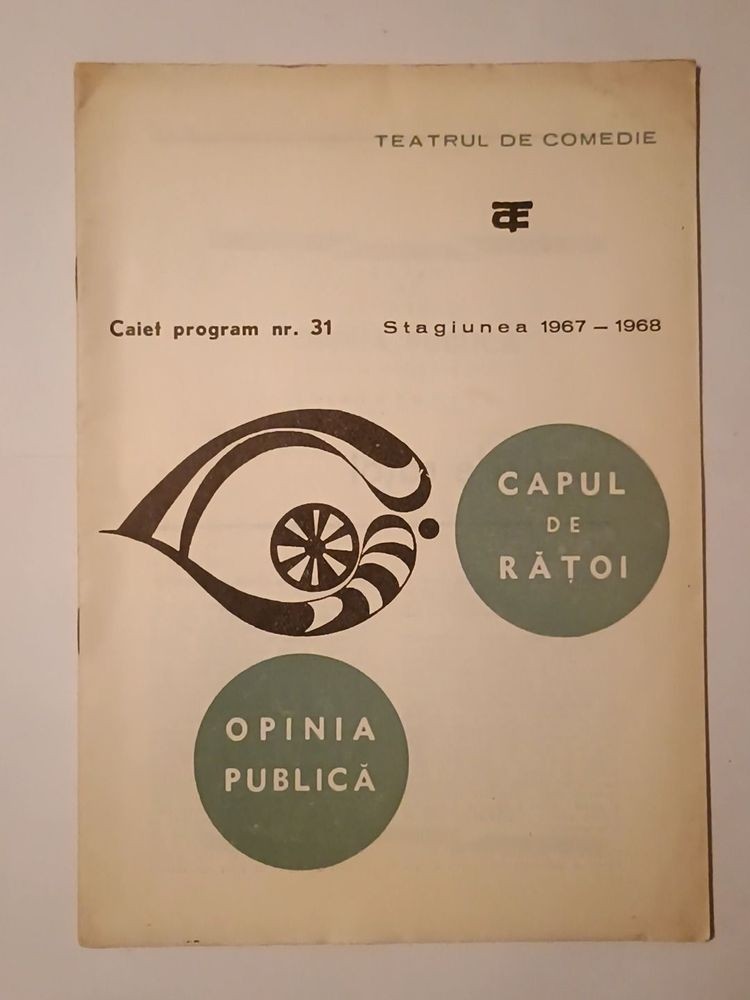 TEATRUL DE COMEDIE
Caiet program nr. 31 Stagiunea 1967 – 1968
CAPUL
DE
RĂȚOI
OPINIA
PUBLICĂ